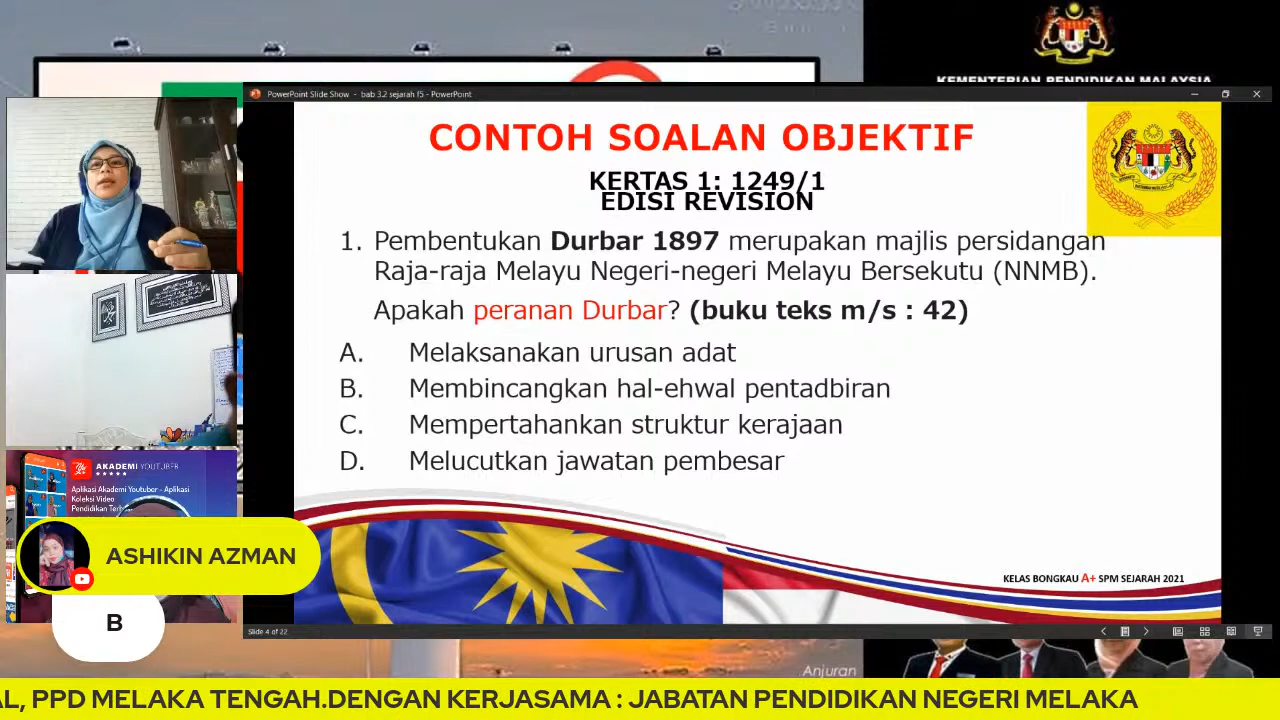 KEMENTERIAN PENDIDIKAN MALAYSIA
PowerPoint Slide Show - bab 3.2 sejarah f5 - PowerPoint
CONTOH SOALAN OBJEKTIF
KERTAS 1: 1249/1
EDISI REVISION
1. Pembentukan Durbar 1897 merupakan majlis persidangan
Raja-raja Melayu Negeri-negeri Melayu Bersekutu (NNMB).
Apakah peranan Durbar? (buku teks m/s : 42)
A. Melaksanakan urusan adat
B. Membincangkan hal-ehwal pentadbiran
C. Mempertahankan struktur kerajaan
D. Melucutkan jawatan pembesar
KELAS BONGKAU A+ SPM SEJARAH 2021
Slide 4 of 22
AKADEMI YOUTUBER
Aplikasi Akademi Youtuber - Aplikasi
Koleksi Video
Pendidikan
ASHIKIN AZMAN
B
Anjuran
PPD MELAKA TENGAH.DENGAN KERJASAMA : JABATAN PENDIDIKAN NEGERI MELAKA